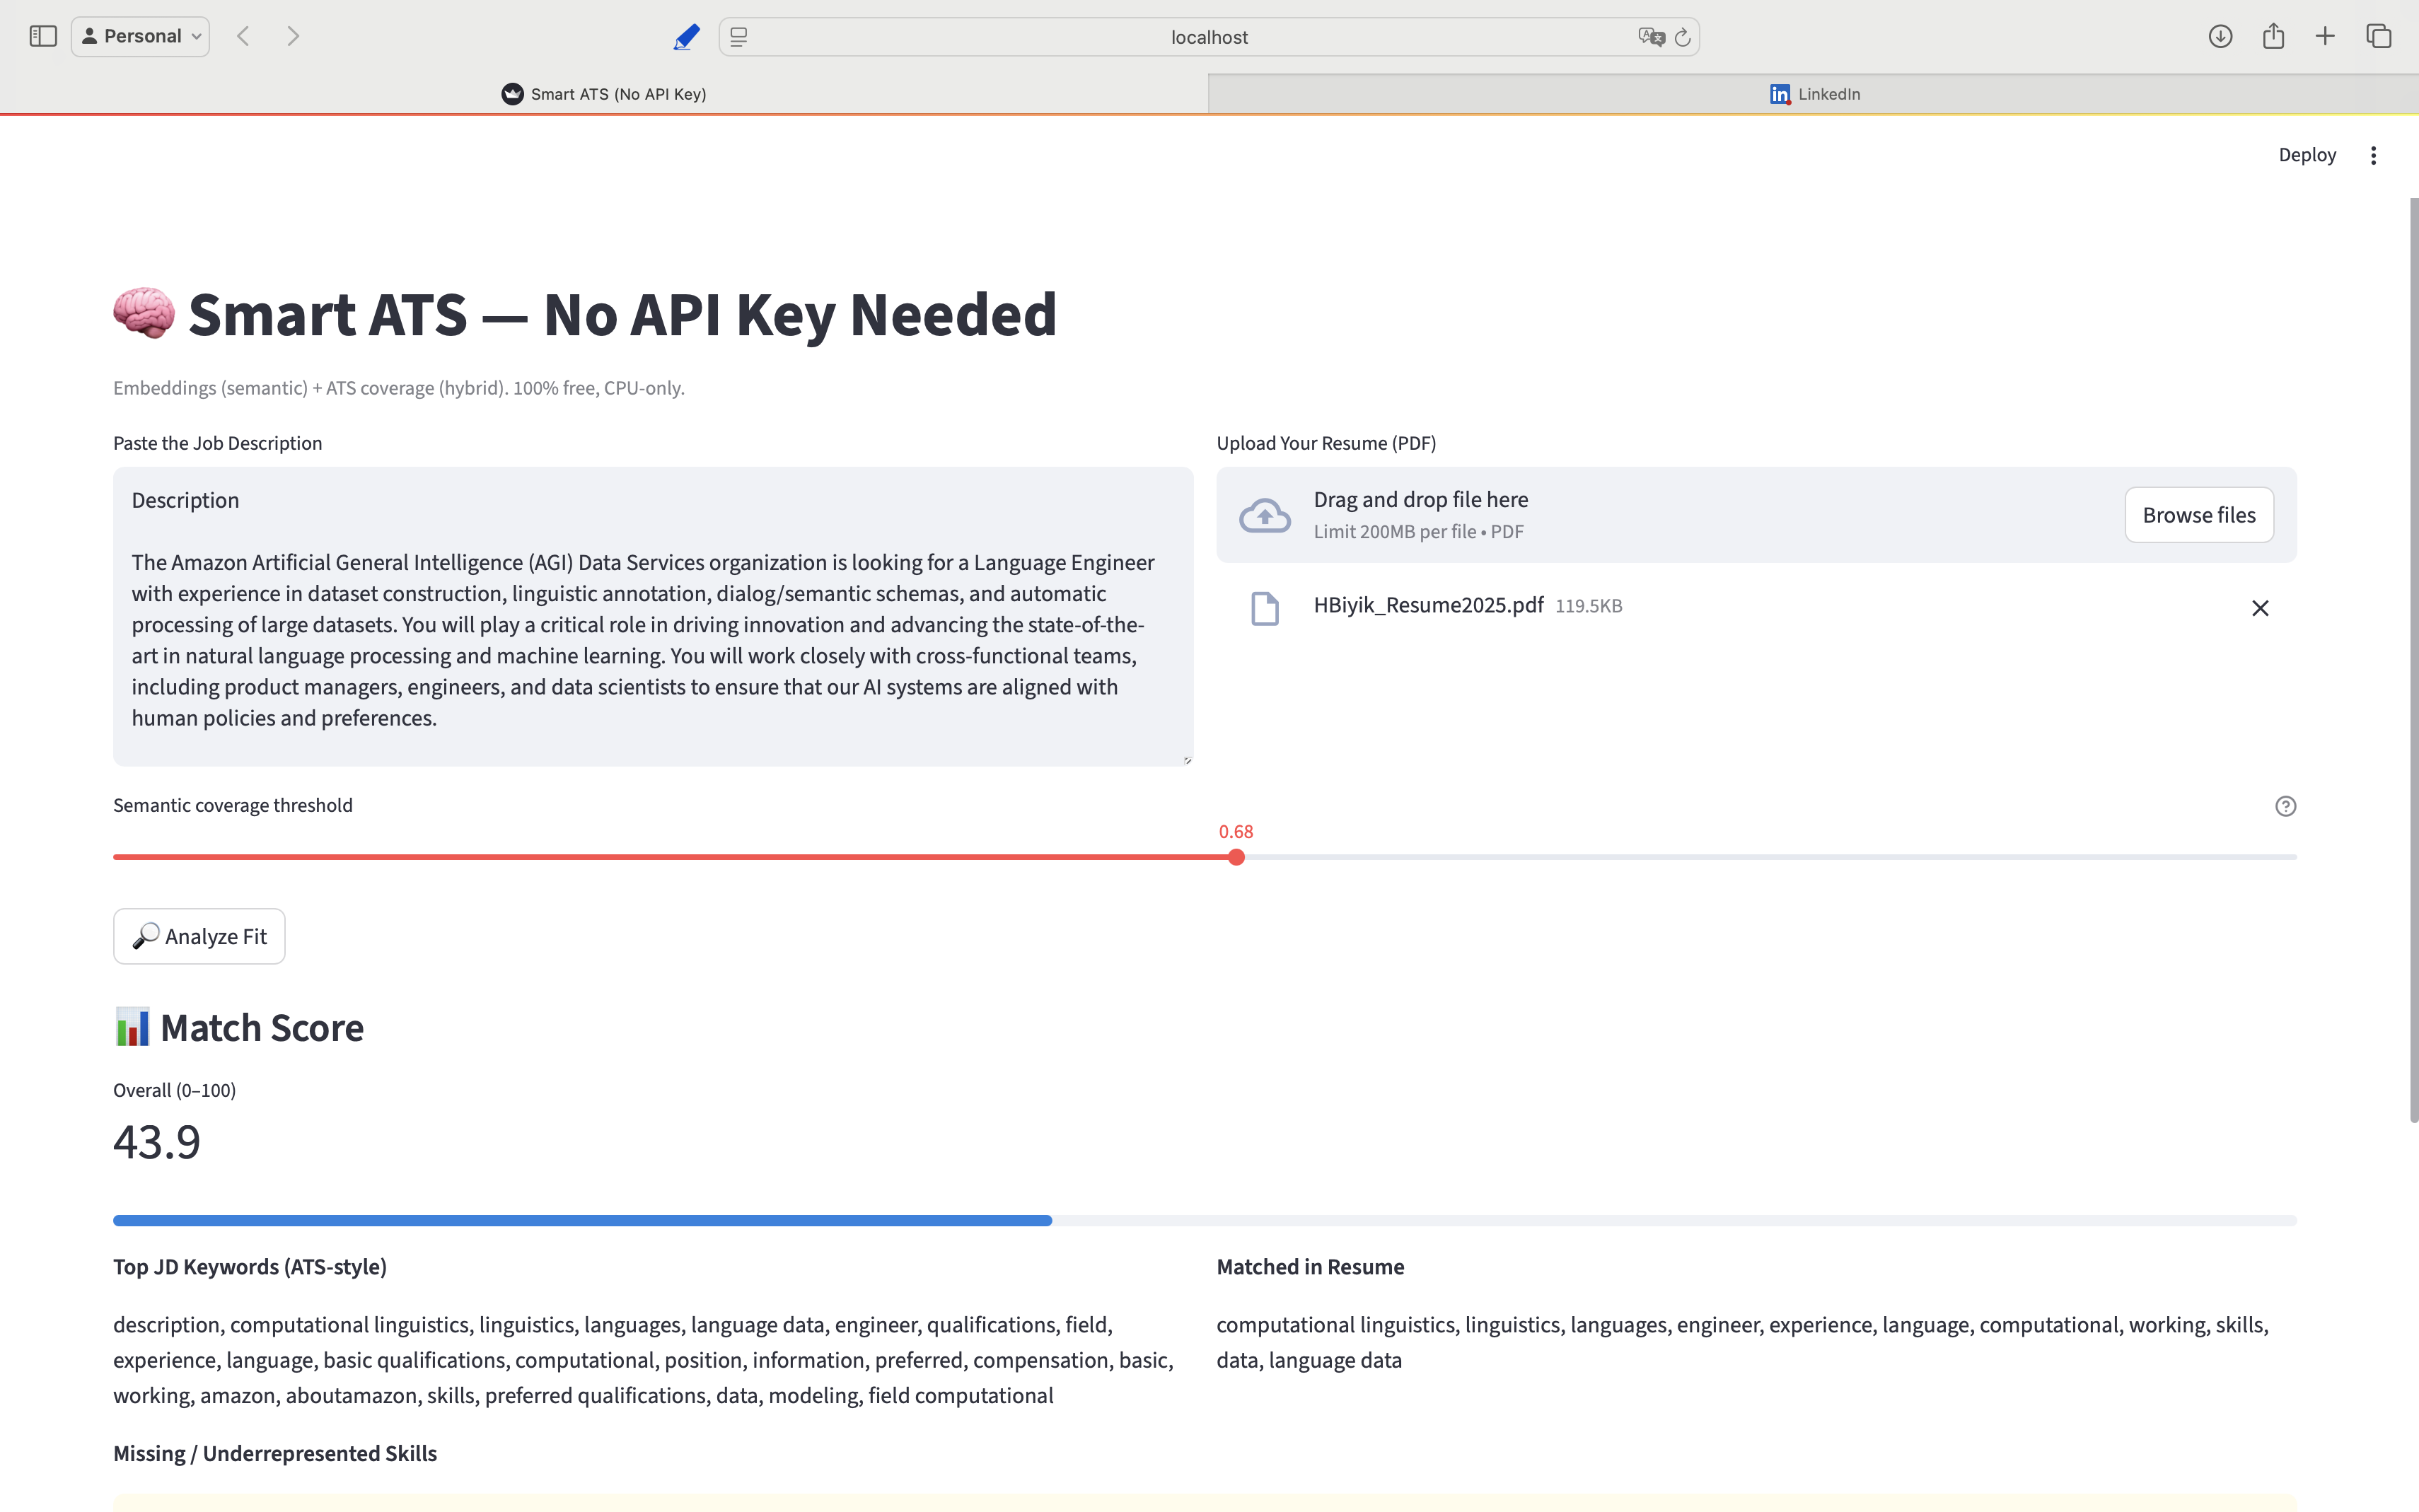 Personal
localhost
Smart ATS (No API Key)
LinkedIn
Deploy
Smart ATS — No API Key Needed
Embeddings (semantic) + ATS coverage (hybrid). 100% free, CPU-only.
Paste the Job Description
Description
The Amazon Artificial General Intelligence (AGI) Data Services organization is looking for a Language Engineer
with experience in dataset construction, linguistic annotation, dialog/semantic schemas, and automatic
processing of large datasets. You will play a critical role in driving innovation and advancing the state-of-the-
art in natural language processing and machine learning. You will work closely with cross-functional teams,
including product managers, engineers, and data scientists to ensure that our AI systems are aligned with
human policies and preferences.
Upload Your Resume (PDF)
Drag and drop file here
Limit 200MB per file • PDF
Browse files
HBiyik_Resume2025.pdf 119.5KB
Semantic coverage threshold
0.68
Analyze Fit
Match Score
Overall (0–100)
43.9
Top JD Keywords (ATS-style)
description, computational linguistics, linguistics, languages, language data, engineer, qualifications, field,
experience, language, basic qualifications, computational, position, information, preferred, compensation, basic,
working, amazon, aboutamazon, skills, preferred qualifications, data, modeling, field computational
Matched in Resume
computational linguistics, linguistics, languages, engineer, experience, language, computational, working, skills,
data, language data
Missing / Underrepresented Skills